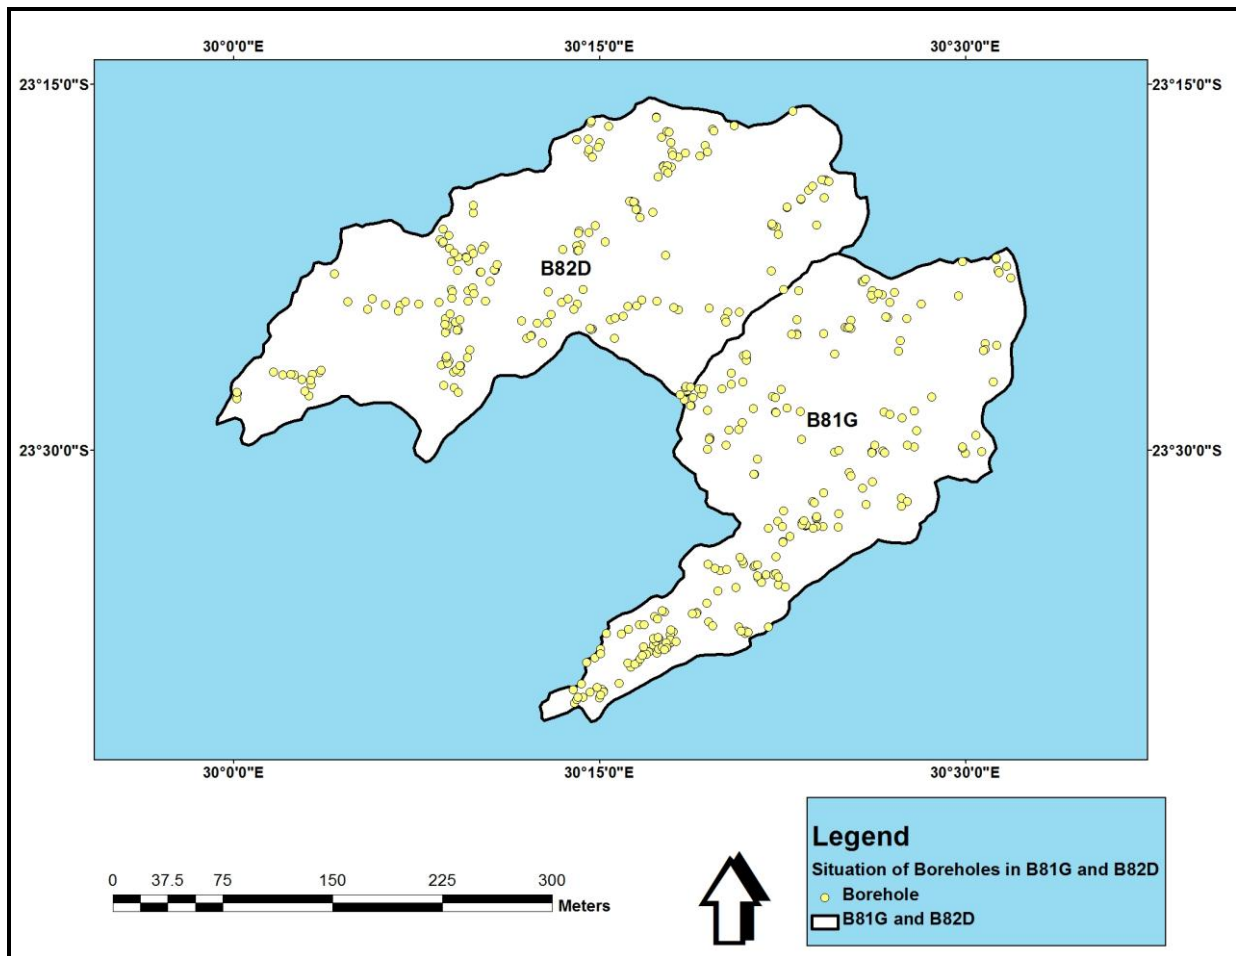 30°0'0"E 30°15'0"E 30°30'0"E
23°15'0"S 23°15'0"S
B82D
B81G
23°30'0"S 23°30'0"S
30°0'0"E 30°15'0"E 30°30'0"E
Legend
Situation of Boreholes in B81G and B82D
Borehole
B81G and B82D
0 37.5 75 150 225 300
Meters